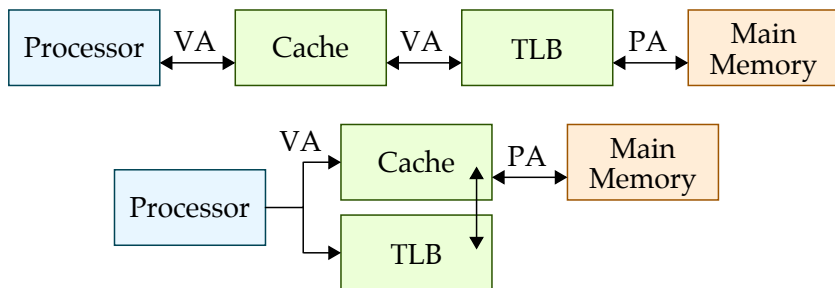 Processor
VA
Cache
VA
TLB
PA
Main
Memory
VA
Cache
PA
Main
Memory
Processor
TLB